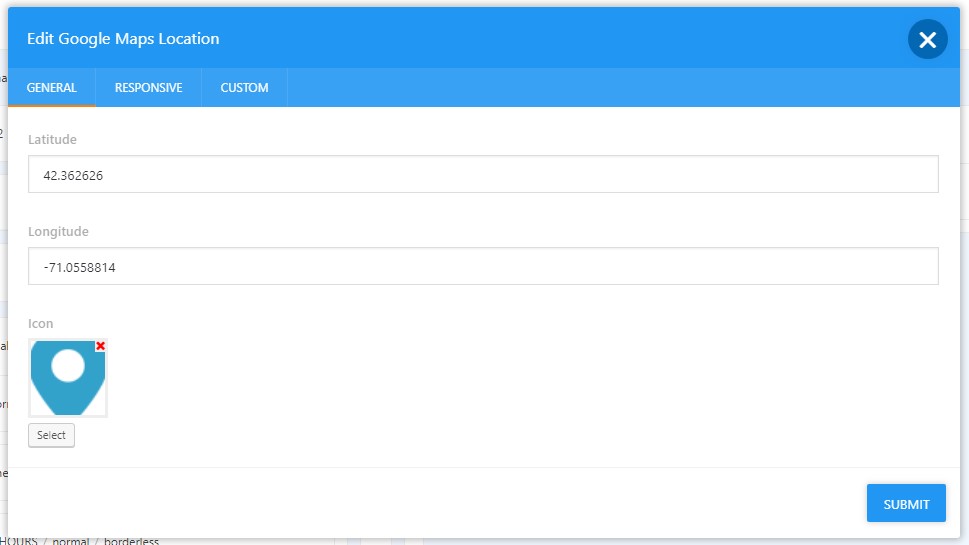 Edit Google Maps Location
GENERAL RESPONSIVE CUSTOM
Latitude
42.362626
Longitude
-71.0558814
Icon
Select
SUBMIT
HOURS / normal / borderless